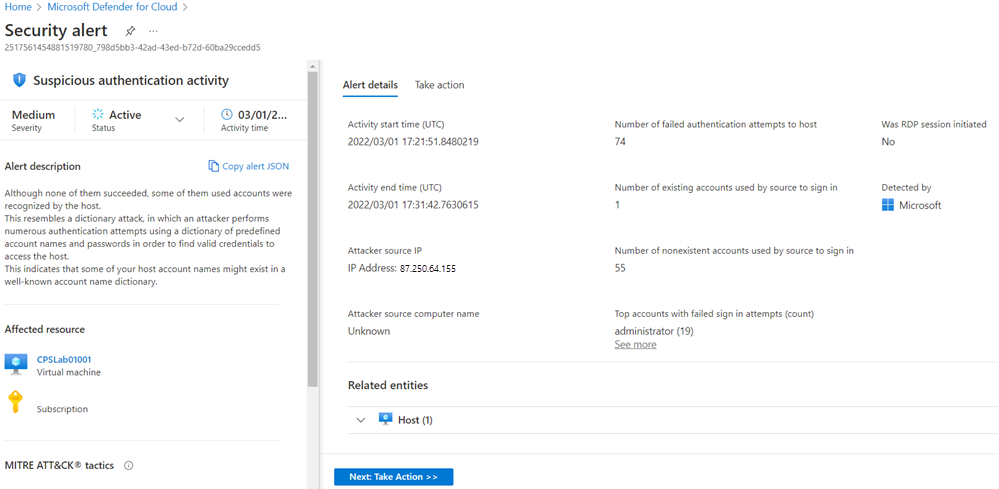 Home > Microsoft Defender for Cloud >
Security alert ...
2517561454881519780_798d5bb3-42ad-43ed-b72d-60ba29ccedd5
Suspicious authentication activity
Medium
Severity
Active
Status
03/01/2...
Activity time
Alert description
Copy alert JSON
Although none of them succeeded, some of them used accounts were
recognized by the host.
This resembles a dictionary attack, in which an attacker performs
numerous authentication attempts using a dictionary of predefined
account names and passwords in order to find valid credentials to
access the host.
This indicates that some of your host account names might exist in a
well-known account name dictionary.
Affected resource
CPSLab01001
Virtual machine
Subscription
MITRE ATT&CK® tactics
Alert details
Take action
Activity start time (UTC)
2022/03/01 17:21:51.8480219
Number of failed authentication attempts to host
74
Was RDP session initiated
No
Activity end time (UTC)
2022/03/01 17:31:42.7630615
Number of existing accounts used by source to sign in
1
Detected by
Microsoft
Attacker source IP
IP Address: 87.250.64.155
Number of nonexistent accounts used by source to sign in
55
Attacker source computer name
Unknown
Top accounts with failed sign in attempts (count)
administrator (19)
See more
Related entities
Host (1)
Next: Take Action >>